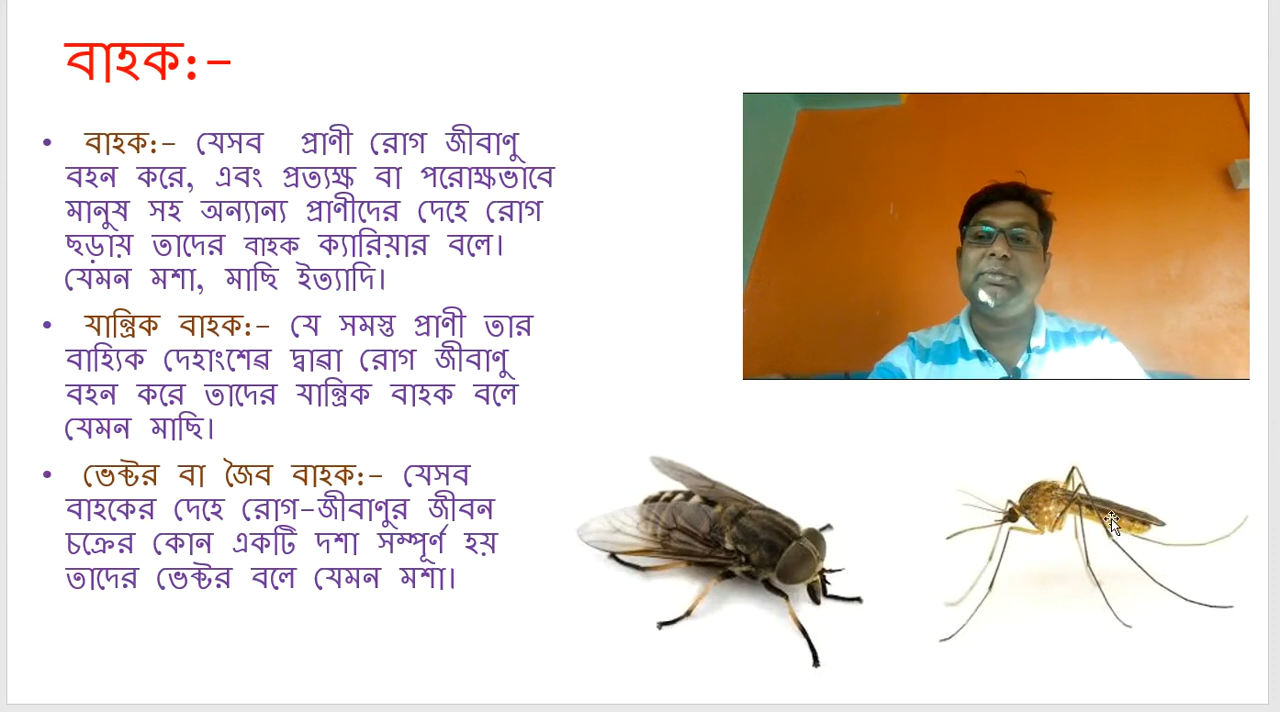 বাহক:-
• বাহক:- যেসব প্রাণী রোগ জীবাণু
বহন করে, এবং প্রত্যক্ষ বা পরোক্ষভাবে
মানুষ সহ অন্যান্য প্রাণীদের দেহে রোগ
ছড়ায় তাদের বাহক ক্যারিয়ার বলে।
যেমন মশা, মাছি ইত্যাদি।
• যান্ত্রিক বাহক:- যে সমস্ত প্রাণী তার
বাহ্যিক দেহাংশেৱ দ্বাৱা রোগ জীবাণু
বহন করে তাদের যান্ত্রিক বাহক বলে
যেমন মাছি।
• ভেক্টর বা জৈব বাহক:- যেসব
বাহকের দেহে রোগ-জীবাণুর জীবন
চক্রের কোন একটি দশা সম্পূর্ণ হয়
তাদের ভেক্টর বলে যেমন মশা।